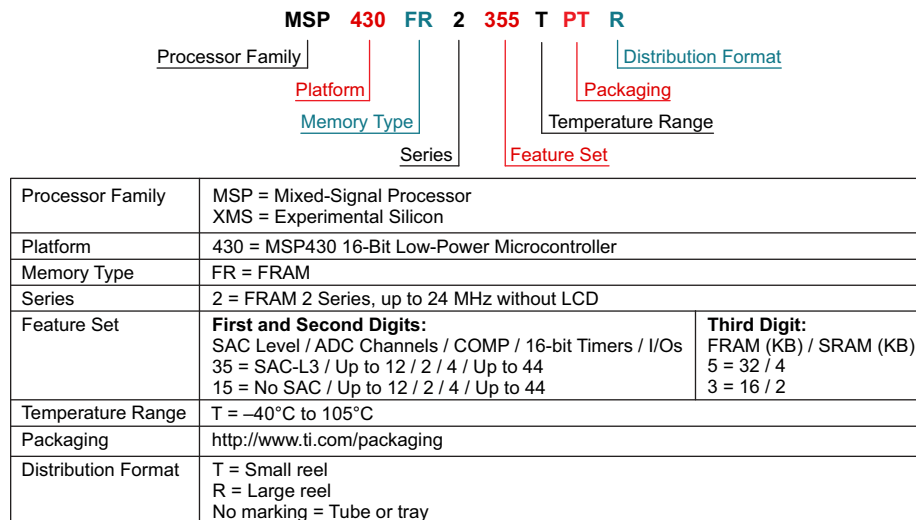 MSP 430 FR 2 355 T PT R
Processor Family
Distribution Format
Platform
Packaging
Memory Type
Temperature Range
Series
Feature Set
Processor Family
MSP = Mixed-Signal Processor
XMS = Experimental Silicon
Platform
430 = MSP430 16-Bit Low-Power Microcontroller
Memory Type
FR = FRAM
Series
2 = FRAM 2 Series, up to 24 MHz without LCD
Feature Set
First and Second Digits:
SAC Level / ADC Channels / COMP / 16-bit Timers / I/Os
35 = SAC-L3 / Up to 12 / 2 / 4 / Up to 44
15 = No SAC / Up to 12 / 2 / 4 / Up to 44
Third Digit:
FRAM (KB) / SRAM (KB)
5 = 32 / 4
3 = 16 / 2
Temperature Range
T = –40°C to 105°C
Packaging
http://www.ti.com/packaging
Distribution Format
T = Small reel
R = Large reel
No marking = Tube or tray